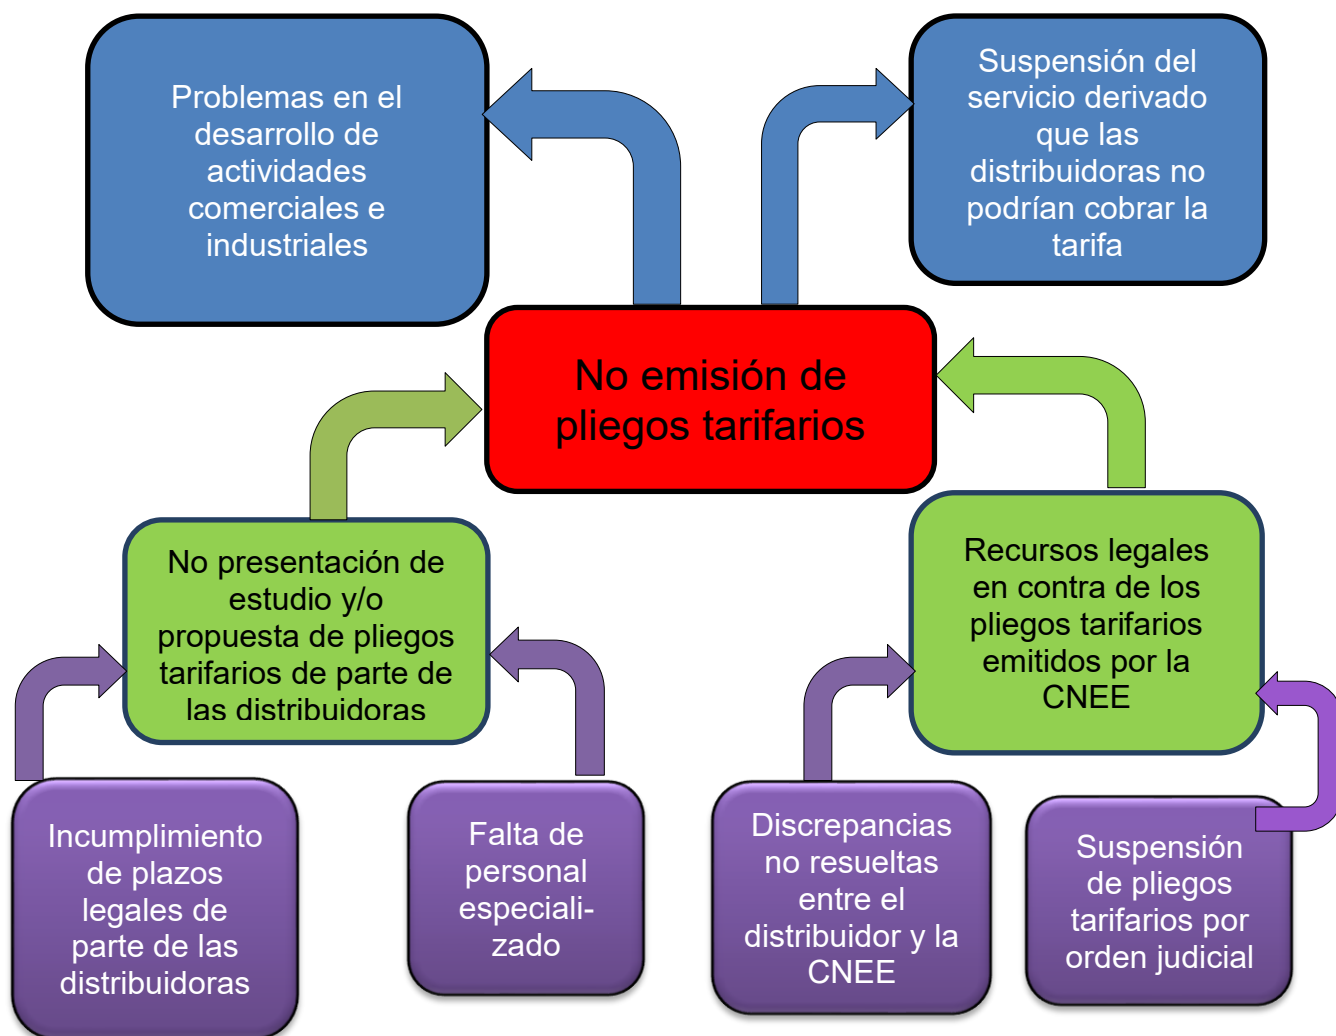 Problemas en el
desarrollo de
actividades
comerciales e
industriales
Suspensión del
servicio derivado
que las
distribuidoras no
podrían cobrar la
tarifa
No emisión de
pliegos tarifarios
No presentación de
estudio y/o
propuesta de pliegos
tarifarios de parte de
las distribuidoras
Recursos legales
en contra de los
pliegos tarifarios
emitidos por la
CNEE
Incumplimiento
de plazos
legales de
parte de las
distribuidoras
Falta de
personal
especiali-
zado
Discrepancias
no resueltas
entre el
distribuidor y la
CNEE
Suspensión
de pliegos
tarifarios por
orden judicial